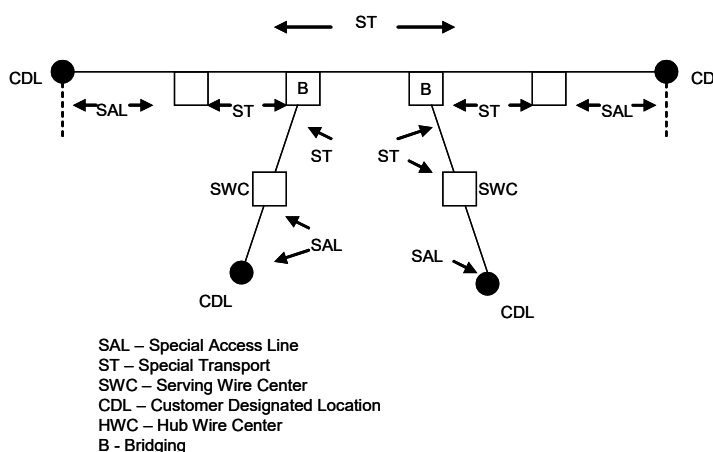 ST
CDL
CD
SAL
ST
B
B
ST
SAL
ST
ST
SWC
SWC
SAL
SAL
CDL
CDL
SAL – Special Access Line
ST – Special Transport
SWC – Serving Wire Center
CDL – Customer Designated Location
HWC – Hub Wire Center
B - Bridging